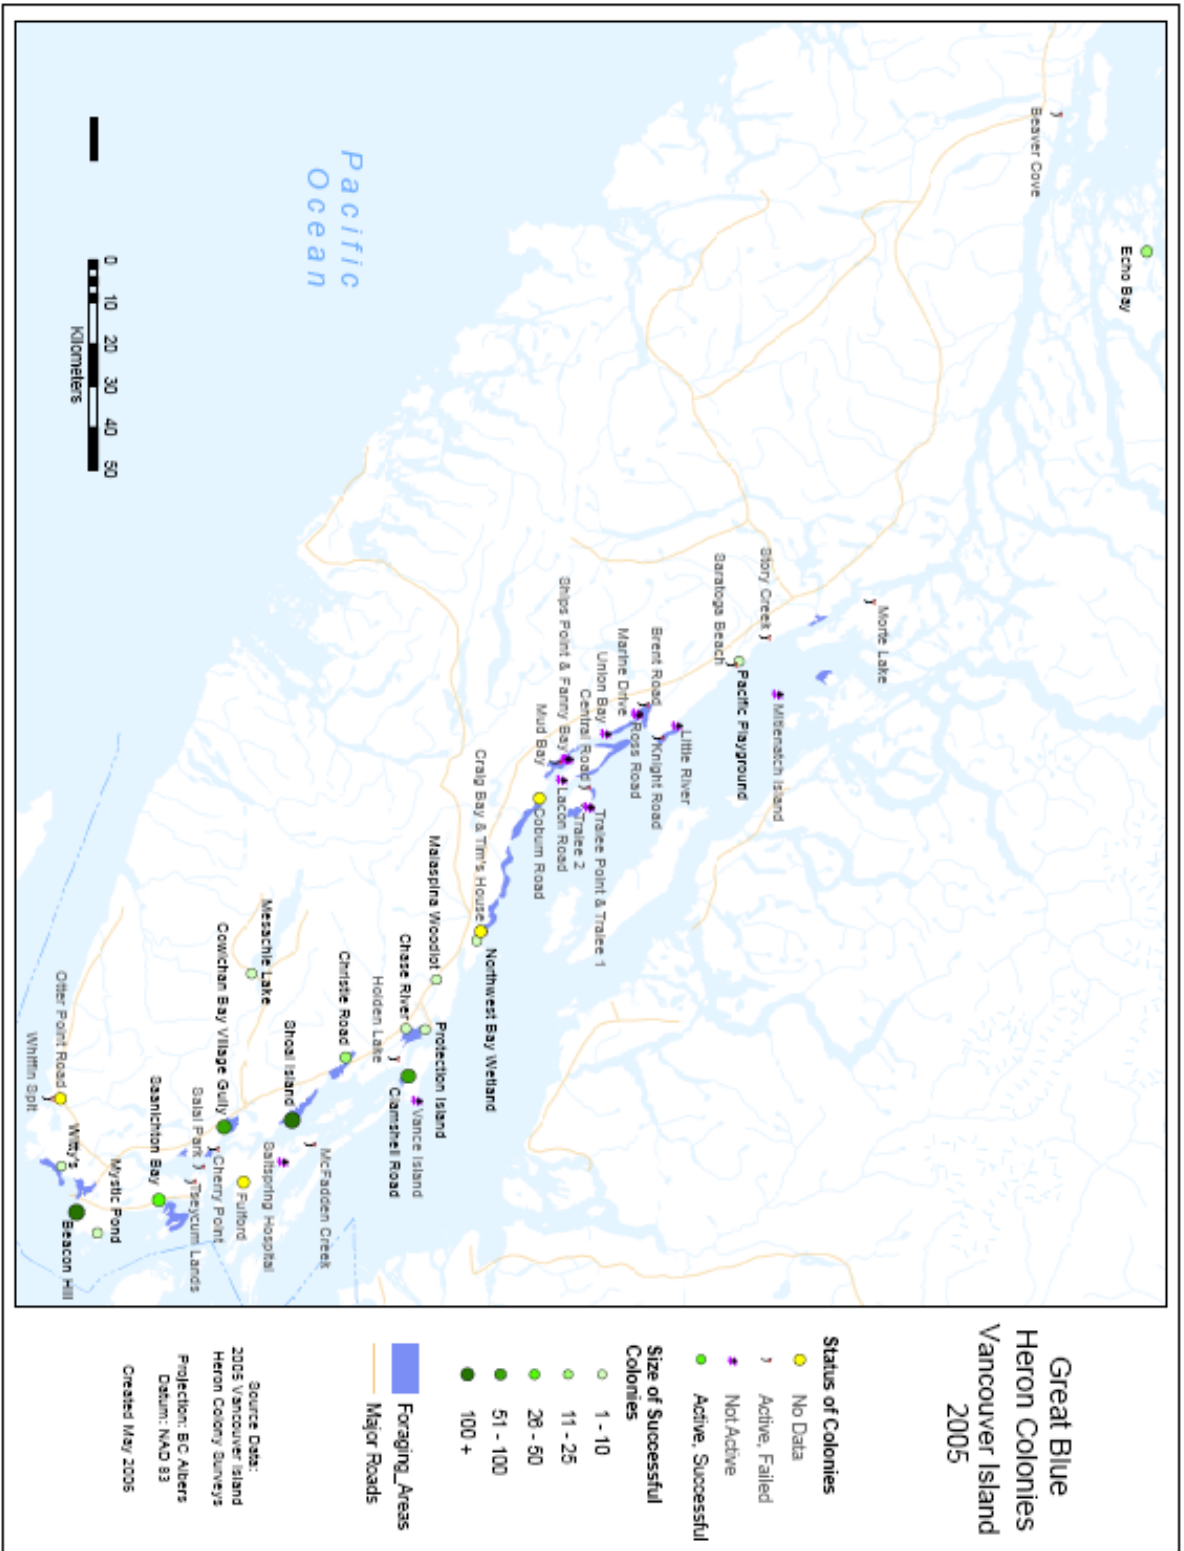 Great Blue
Heron Colonies
Vancouver Island
2005
Status of Colonies
No Data
Active, Failed
Not Active
Active, Successful
Size of Successful
Colonies
1 - 10
11 - 25
26 - 50
51 - 100
100 +
Foraging_Areas
Major Roads
Source Data:
2005 Vancouver Island
Heron Colony Surveys
Projection: BC Albers
Datum: NAD 83
Created May 2006
Echo Bay
Beaver Cove
Pacific
Ocean
0 10 20 30 40 50
Kilometers
Morte Lake
Story Creek
Saratoga Beach
Mitlenatch Island
Pacific Playground
Little River
Brent Road
Knight Road
Marine Drive
Ross Road
Union Bay
Tralee Point & Tralee 1
Central Road
Tralee 2
Ships Point & Fanny Bay
Lacon Road
Mud Bay
Coburn Road
Craig Bay & Tim's House
Northwest Bay Wetland
Malaspina Woodlot
Protection Island
Chase River
Vance Island
Holden Lake
Clamshell Road
Christie Road
McFadden Creek
Shoal Island
Saltspring Hospital
Mesachie Lake
Fulford
Cowichan Bay Village Gully
Cherry Point
Salal Park
Tseycum Lands
Saanichton Bay
Mystic Pond
Witty's
Beacon Hill
Otter Point Road
Whiffin Spit